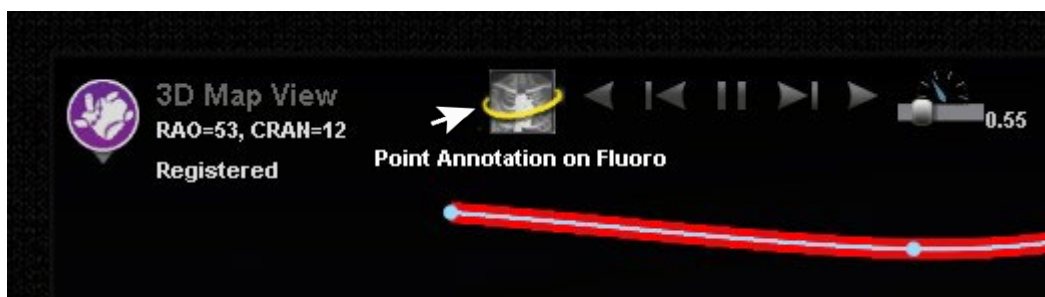 3D Map View
RAO=53, CRAN=12
Registered
Point Annotation on Fluoro
0.55